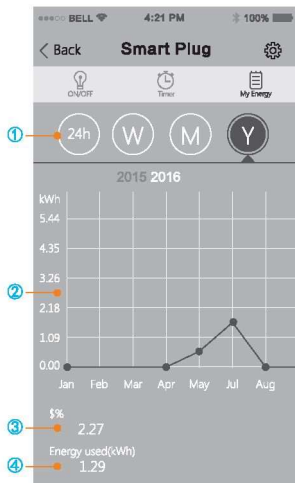 BELL 4:21 PM 100%
Back Smart Plug
ON/OFF Timer My Energy
① 24h W M Y
2015 2016
kWh
5.44
4.35
3.26
②
2.18
1.09
0.00
Jan Feb Mar Apr May Jul Aug
$%
③ 2.27
Energy used(kWh)
④ 1.29